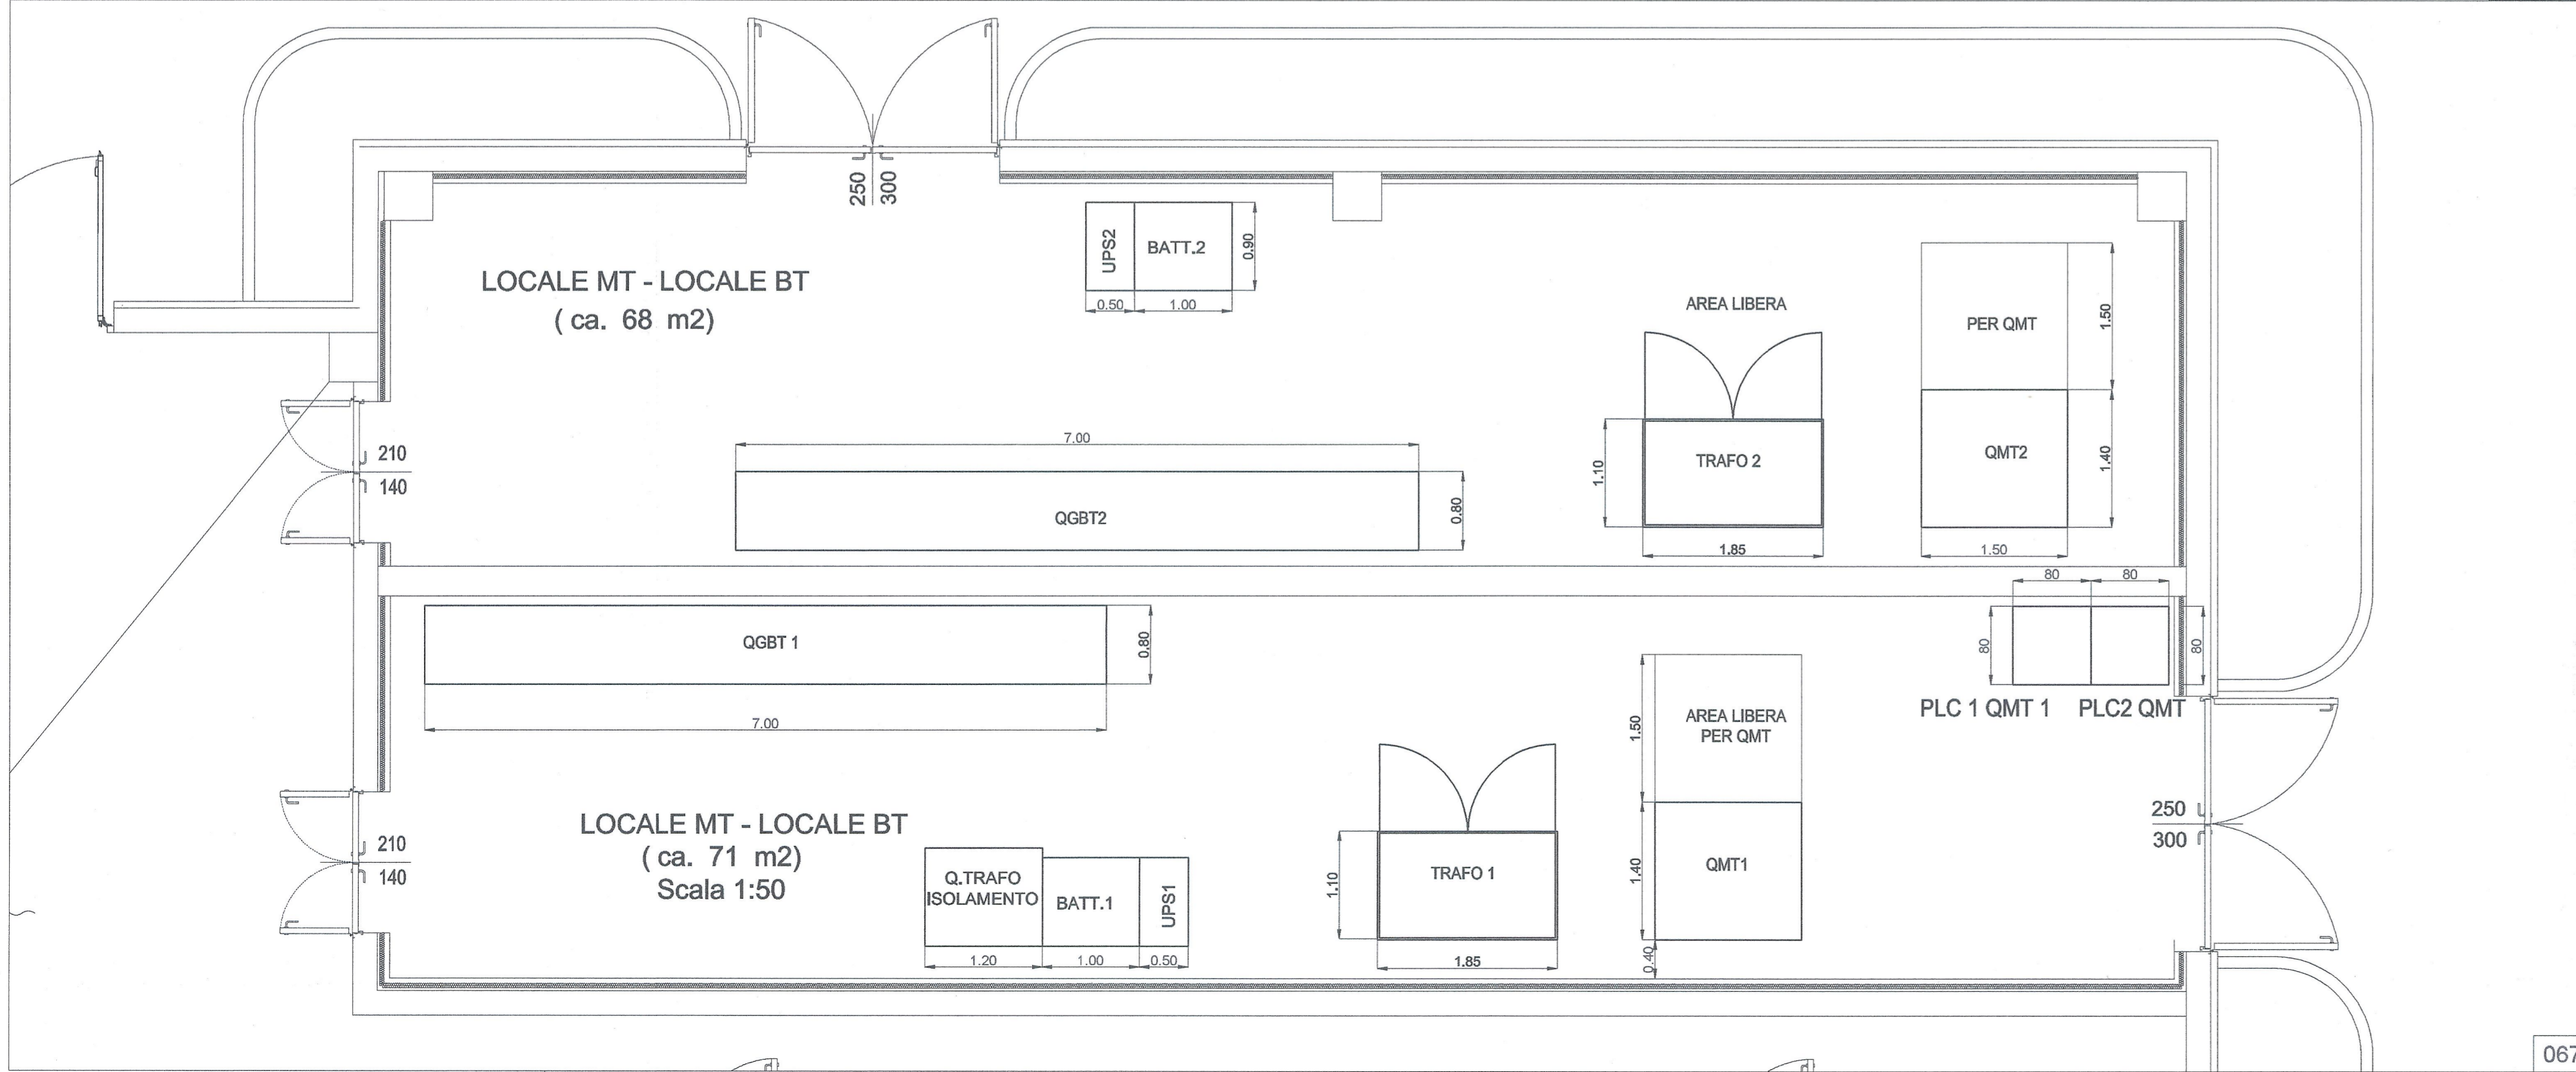 250
300
UPS2
BATT.2
0.90
0.50
1.00
LOCALE MT - LOCALE BT
( ca. 68 m2)
AREA LIBERA
PER QMT
1.50
210
140
7.00
QGBT2
0.80
1.10
TRAFO 2
1.85
QMT2
1.40
1.50
80
80
QGBT 1
0.80
7.00
80
80
PLC 1 QMT 1
PLC2 QMT
1.50
AREA LIBERA
PER QMT
LOCALE MT - LOCALE BT
( ca. 71 m2)
Scala 1:50
210
140
Q.TRAFO
ISOLAMENTO
BATT.1
UPS1
1.20
1.00
0.50
1.10
TRAFO 1
1.85
1.40
QMT1
0.40
250
300
067